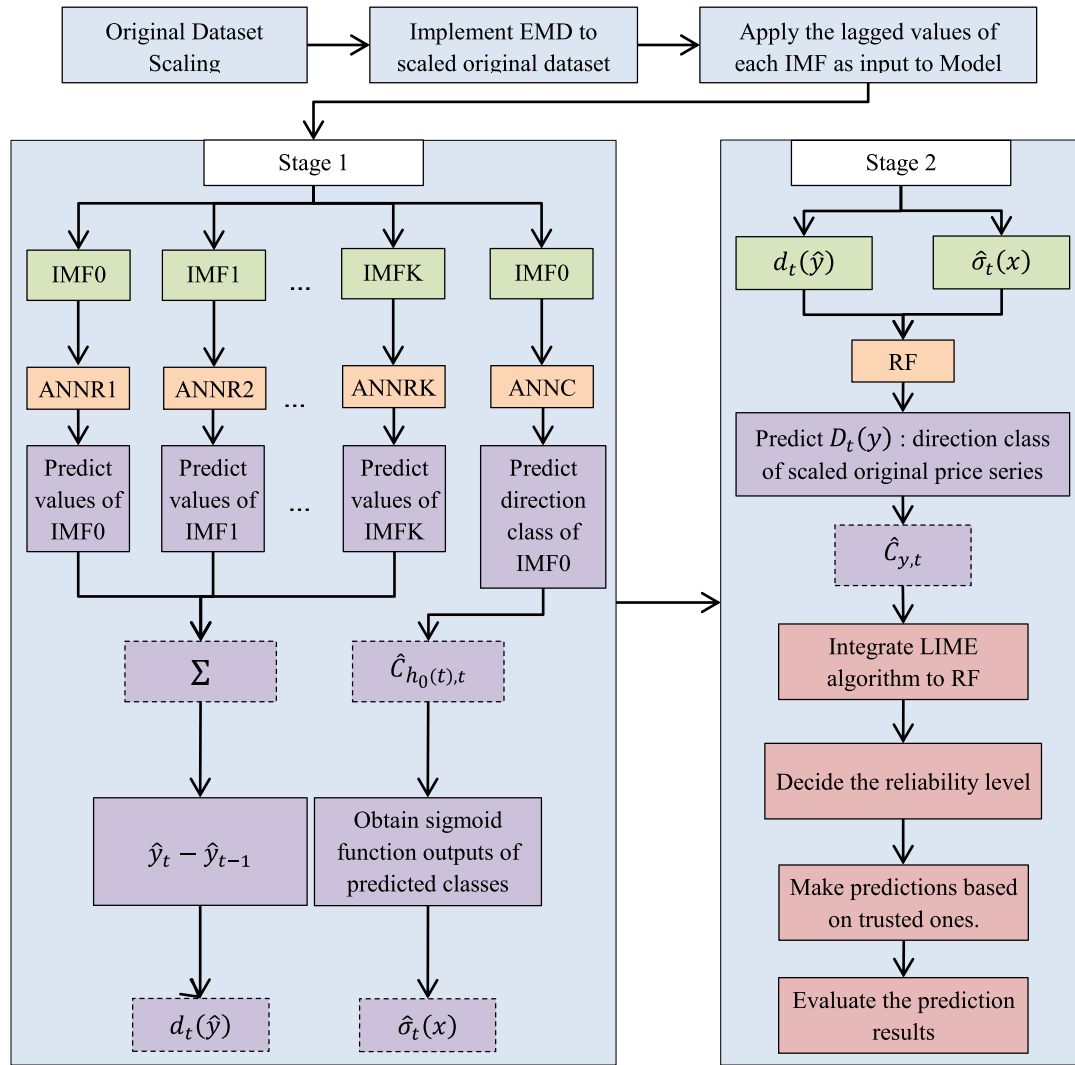 Original Dataset
Scaling
Implement EMD to
scaled original dataset
Apply the lagged values of
each IMF as input to Model
Stage 1
IMF0
IMF1
...
IMFK
IMF0
ANNR1
ANNR2
...
ANNRK
ANNC
Predict
values of
IMF0
Predict
values of
IMF1
...
Predict
values of
IMFK
Predict
direction
class of
IMF0
Σ
Ĉ_{h_0(t),t}
ŷ_t − ŷ_{t−1}
Obtain sigmoid
function outputs of
predicted classes
d_t(ŷ)
σ̂_t(x)
Stage 2
d_t(ŷ)
σ̂_t(x)
RF
Predict D_t(y) : direction class
of scaled original price series
Ĉ_{y,t}
Integrate LIME
algorithm to RF
Decide the reliability level
Make predictions based
on trusted ones.
Evaluate the prediction
results